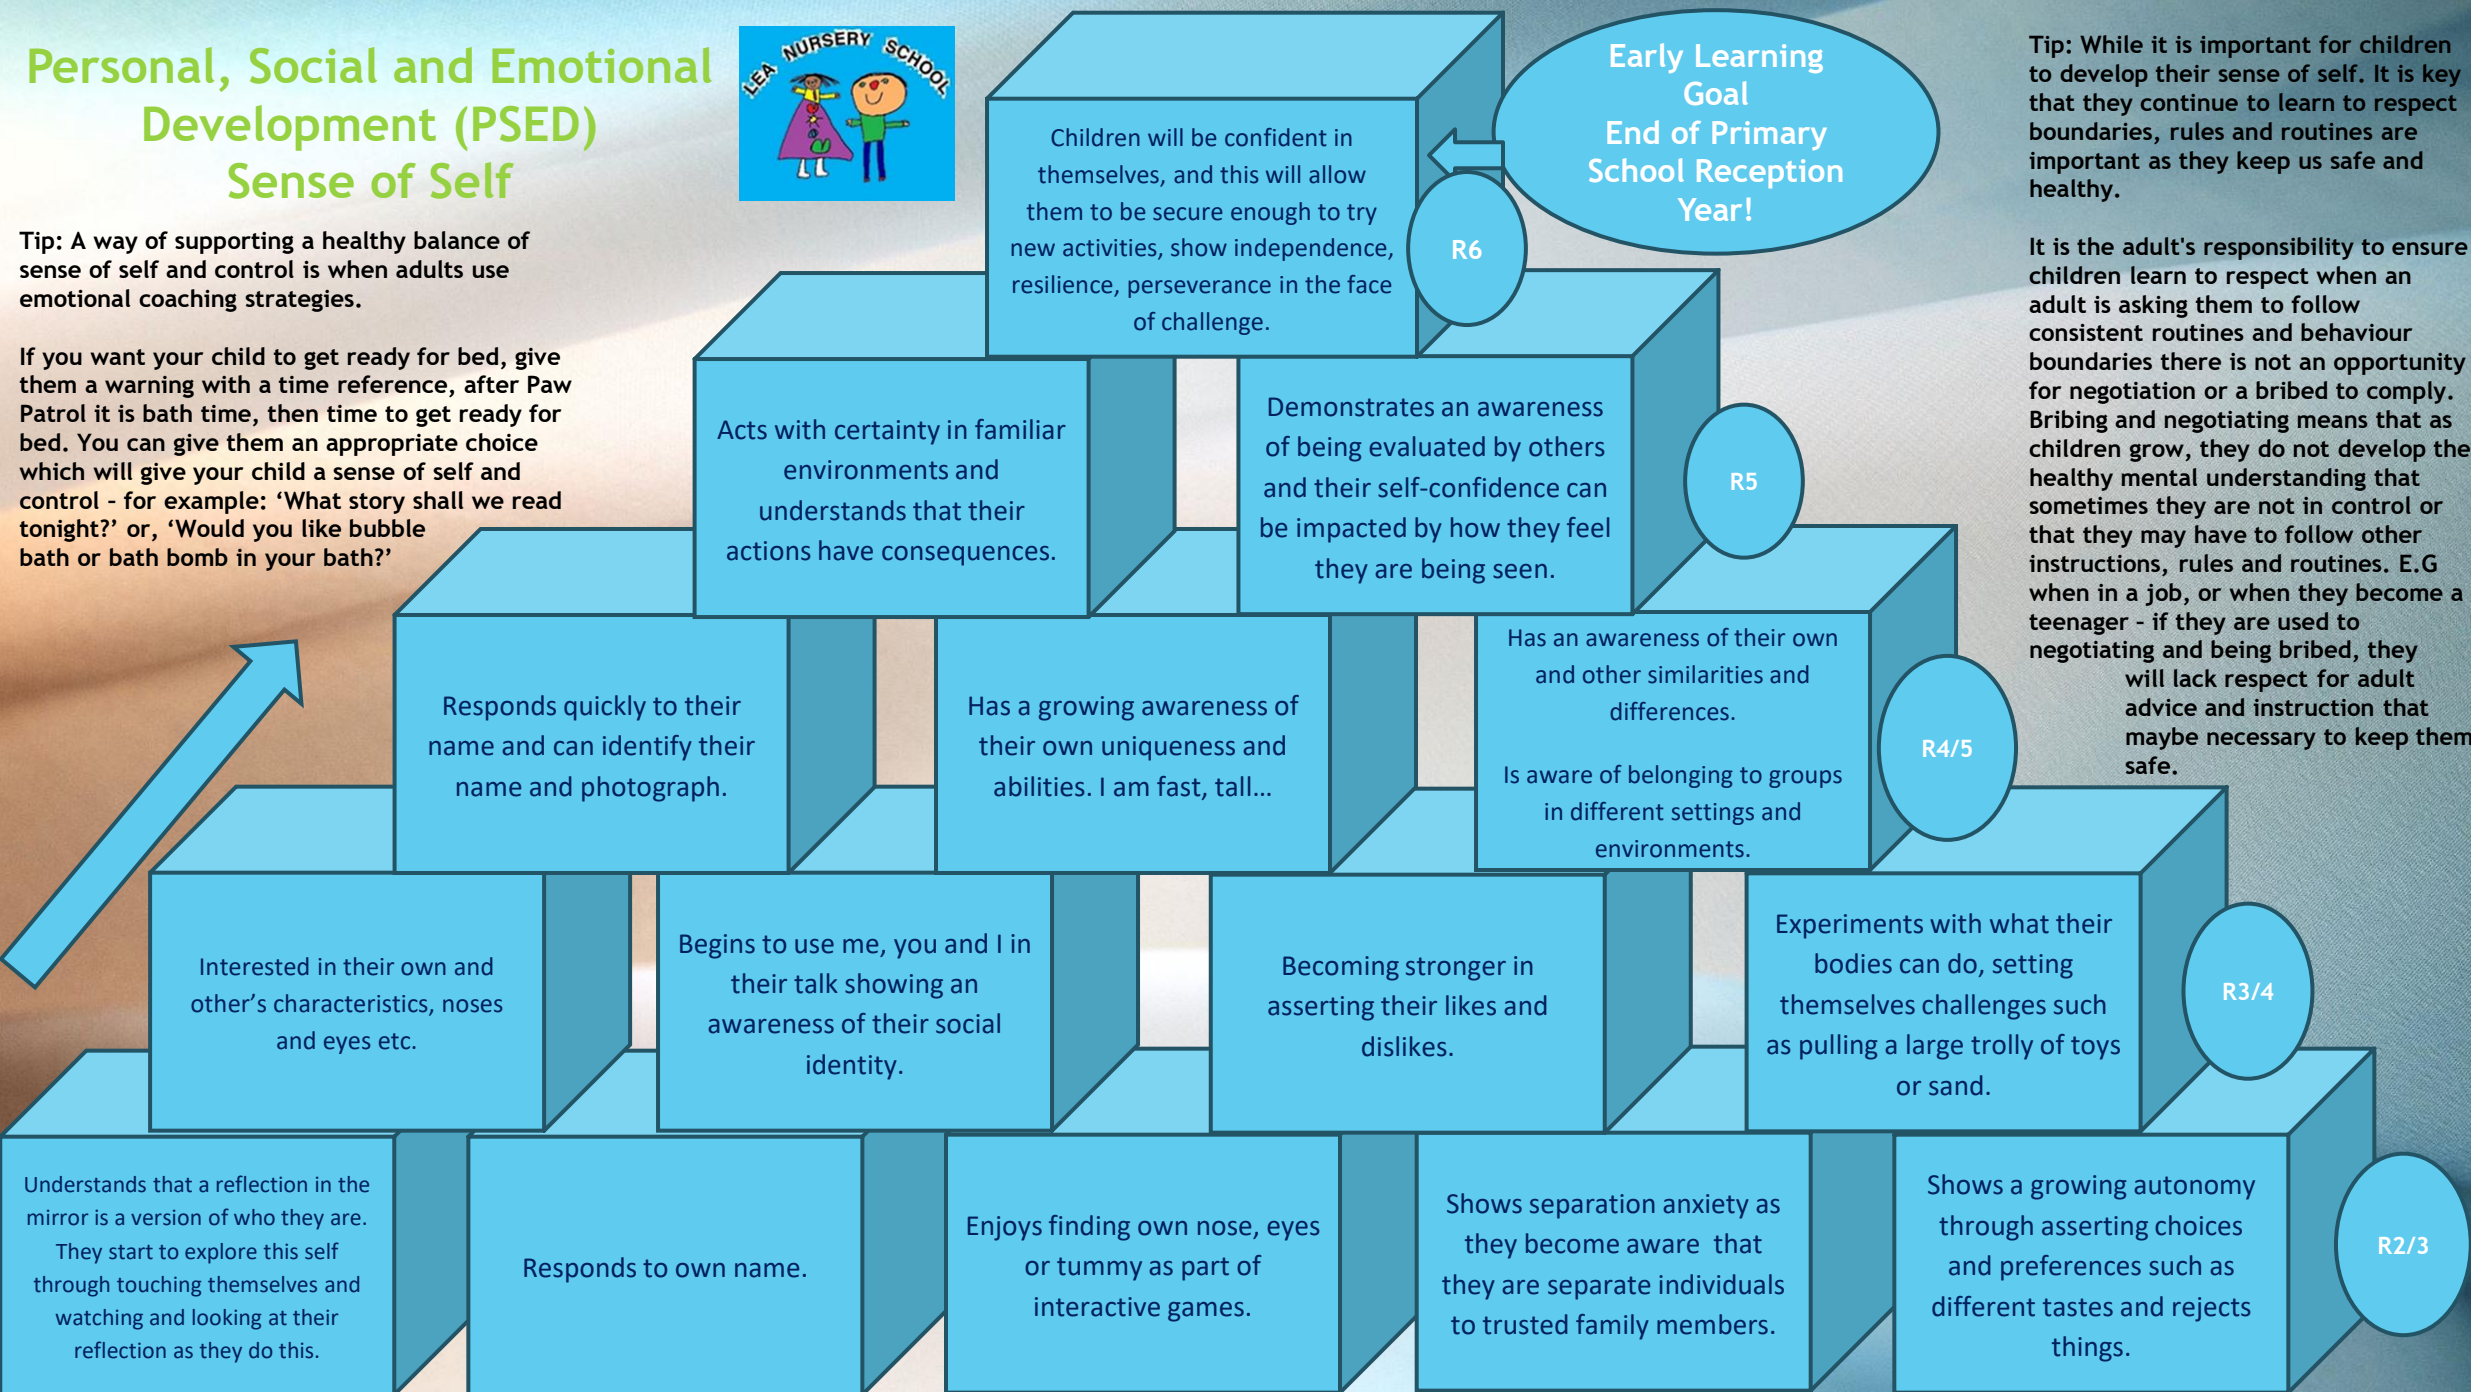 Personal, Social and Emotional
Development (PSED)
Sense of Self
LEA NURSERY SCHOOL
Tip: A way of supporting a healthy balance of
sense of self and control is when adults use
emotional coaching strategies.
If you want your child to get ready for bed, give
them a warning with a time reference, after Paw
Patrol it is bath time, then time to get ready for
bed. You can give them an appropriate choice
which will give your child a sense of self and
control – for example: ‘What story shall we read
tonight?’ or, ‘Would you like bubble
bath or bath bomb in your bath?’
Early Learning
Goal
End of Primary
School Reception
Year!
Tip: While it is important for children
to develop their sense of self. It is key
that they continue to learn to respect
boundaries, rules and routines are
important as they keep us safe and
healthy.
It is the adult's responsibility to ensure
children learn to respect when an
adult is asking them to follow
consistent routines and behaviour
boundaries there is not an opportunity
for negotiation or a bribed to comply.
Bribing and negotiating means that as
children grow, they do not develop the
healthy mental understanding that
sometimes they are not in control or
that they may have to follow other
instructions, rules and routines. E.G
when in a job, or when they become a
teenager – if they are used to
negotiating and being bribed, they
will lack respect for adult
advice and instruction that
maybe necessary to keep them
safe.
Children will be confident in
themselves, and this will allow
them to be secure enough to try
new activities, show independence,
resilience, perseverance in the face
of challenge.
R6
Acts with certainty in familiar
environments and
understands that their
actions have consequences.
Demonstrates an awareness
of being evaluated by others
and their self-confidence can
be impacted by how they feel
they are being seen.
R5
Responds quickly to their
name and can identify their
name and photograph.
Has a growing awareness of
their own uniqueness and
abilities. I am fast, tall…
Has an awareness of their own
and other similarities and
differences.
Is aware of belonging to groups
in different settings and
environments.
R4/5
Interested in their own and
other’s characteristics, noses
and eyes etc.
Begins to use me, you and I in
their talk showing an
awareness of their social
identity.
Becoming stronger in
asserting their likes and
dislikes.
Experiments with what their
bodies can do, setting
themselves challenges such
as pulling a large trolly of toys
or sand.
R3/4
Understands that a reflection in the
mirror is a version of who they are.
They start to explore this self
through touching themselves and
watching and looking at their
reflection as they do this.
Responds to own name.
Enjoys finding own nose, eyes
or tummy as part of
interactive games.
Shows separation anxiety as
they become aware that
they are separate individuals
to trusted family members.
Shows a growing autonomy
through asserting choices
and preferences such as
different tastes and rejects
things.
R2/3